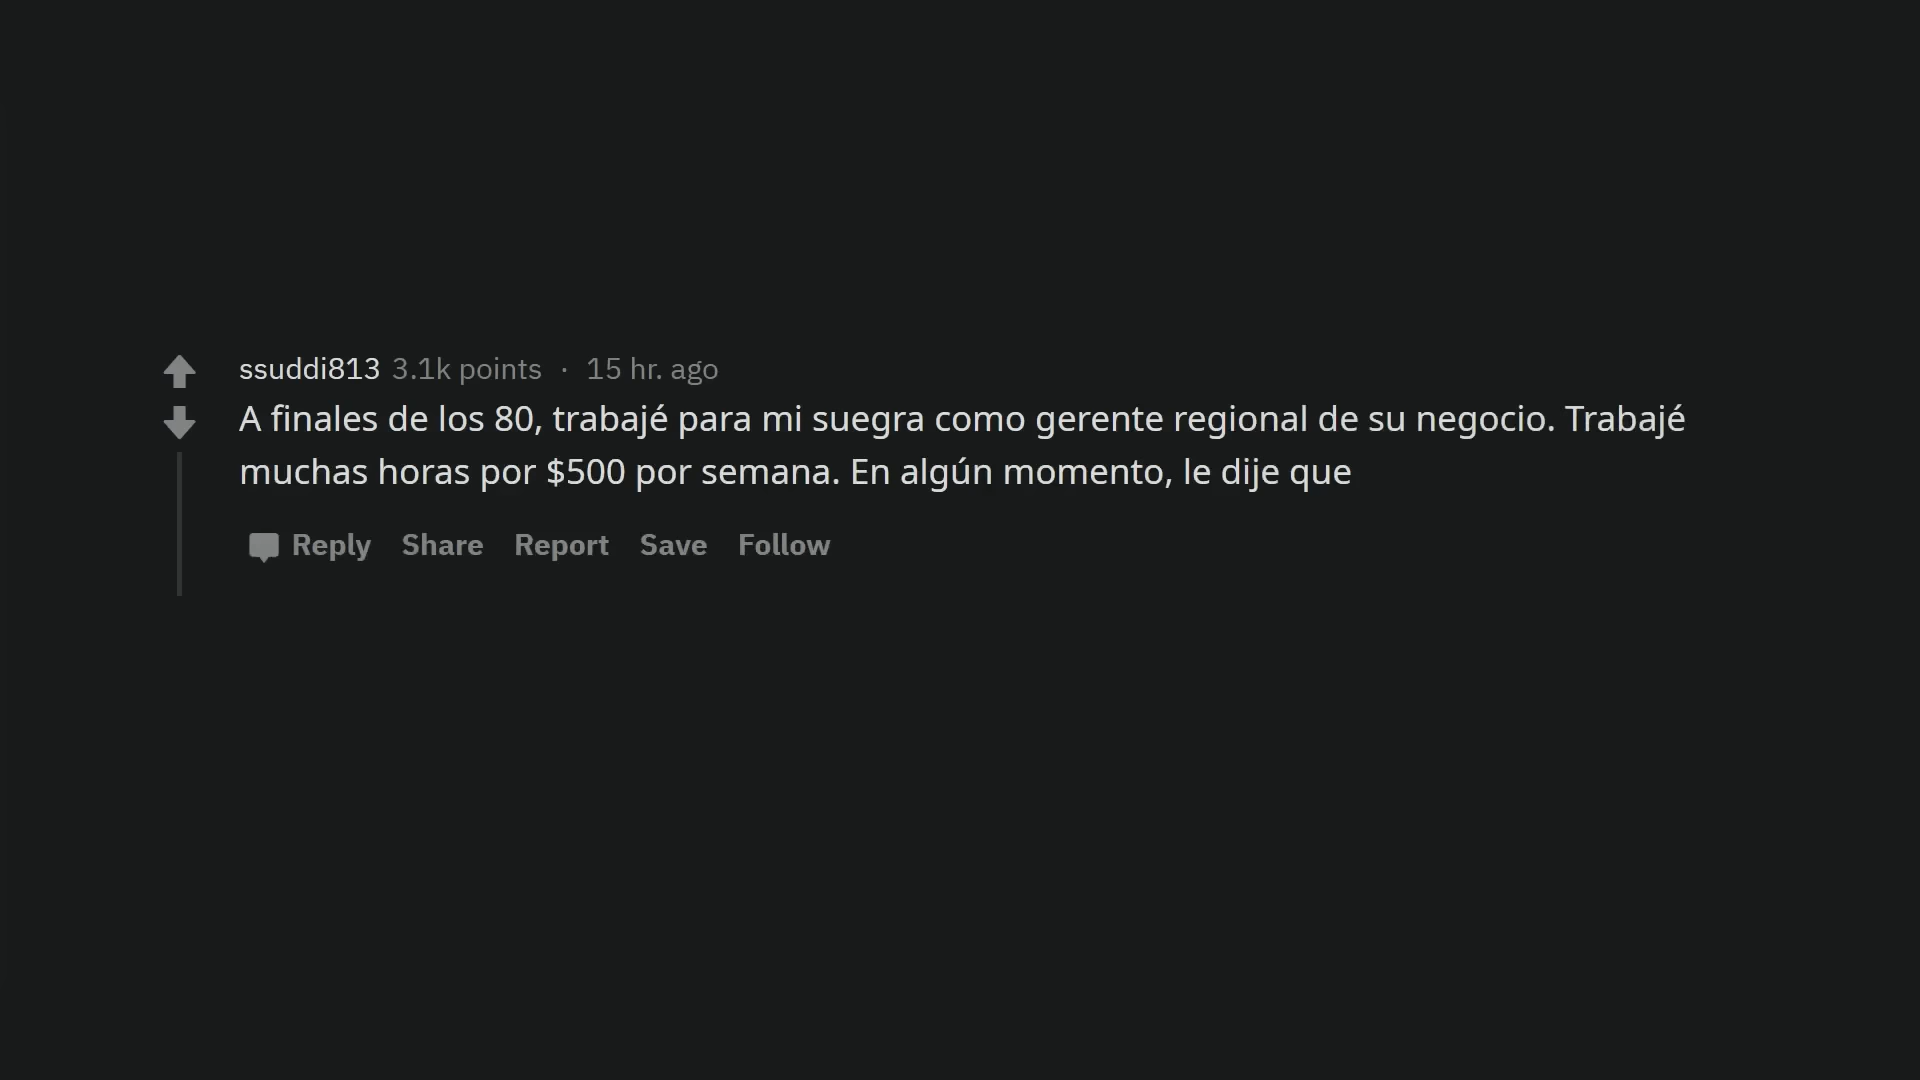 ssuddi813 3.1k points · 15 hr. ago
A finales de los 80, trabajé para mi suegra como gerente regional de su negocio. Trabajé
muchas horas por $500 por semana. En algún momento, le dije que
Reply Share Report Save Follow